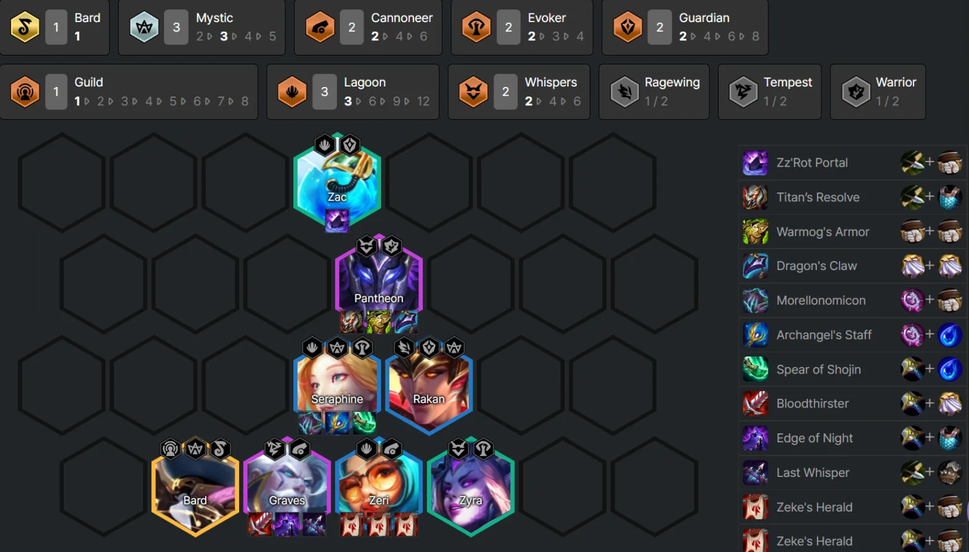 Bard
1
1
Mystic
3
2 3 4 5
Cannoneer
2
2 4 6
Evoker
2
2 3 4
Guardian
2
2 4 6 8
Guild
1
1 2 3 4 5 6 7 8
Lagoon
3
3 6 9 12
Whispers
2
2 4 6
Ragewing
1 / 2
Tempest
1 / 2
Warrior
1 / 2
Zac
Pantheon
Seraphine
Rakan
Bard
Graves
Zeri
Zyra
Zz'Rot Portal +
Titan's Resolve +
Warmog's Armor +
Dragon's Claw +
Morellonomicon +
Archangel's Staff +
Spear of Shojin +
Bloodthirster +
Edge of Night +
Last Whisper +
Zeke's Herald +
Zeke's Herald +